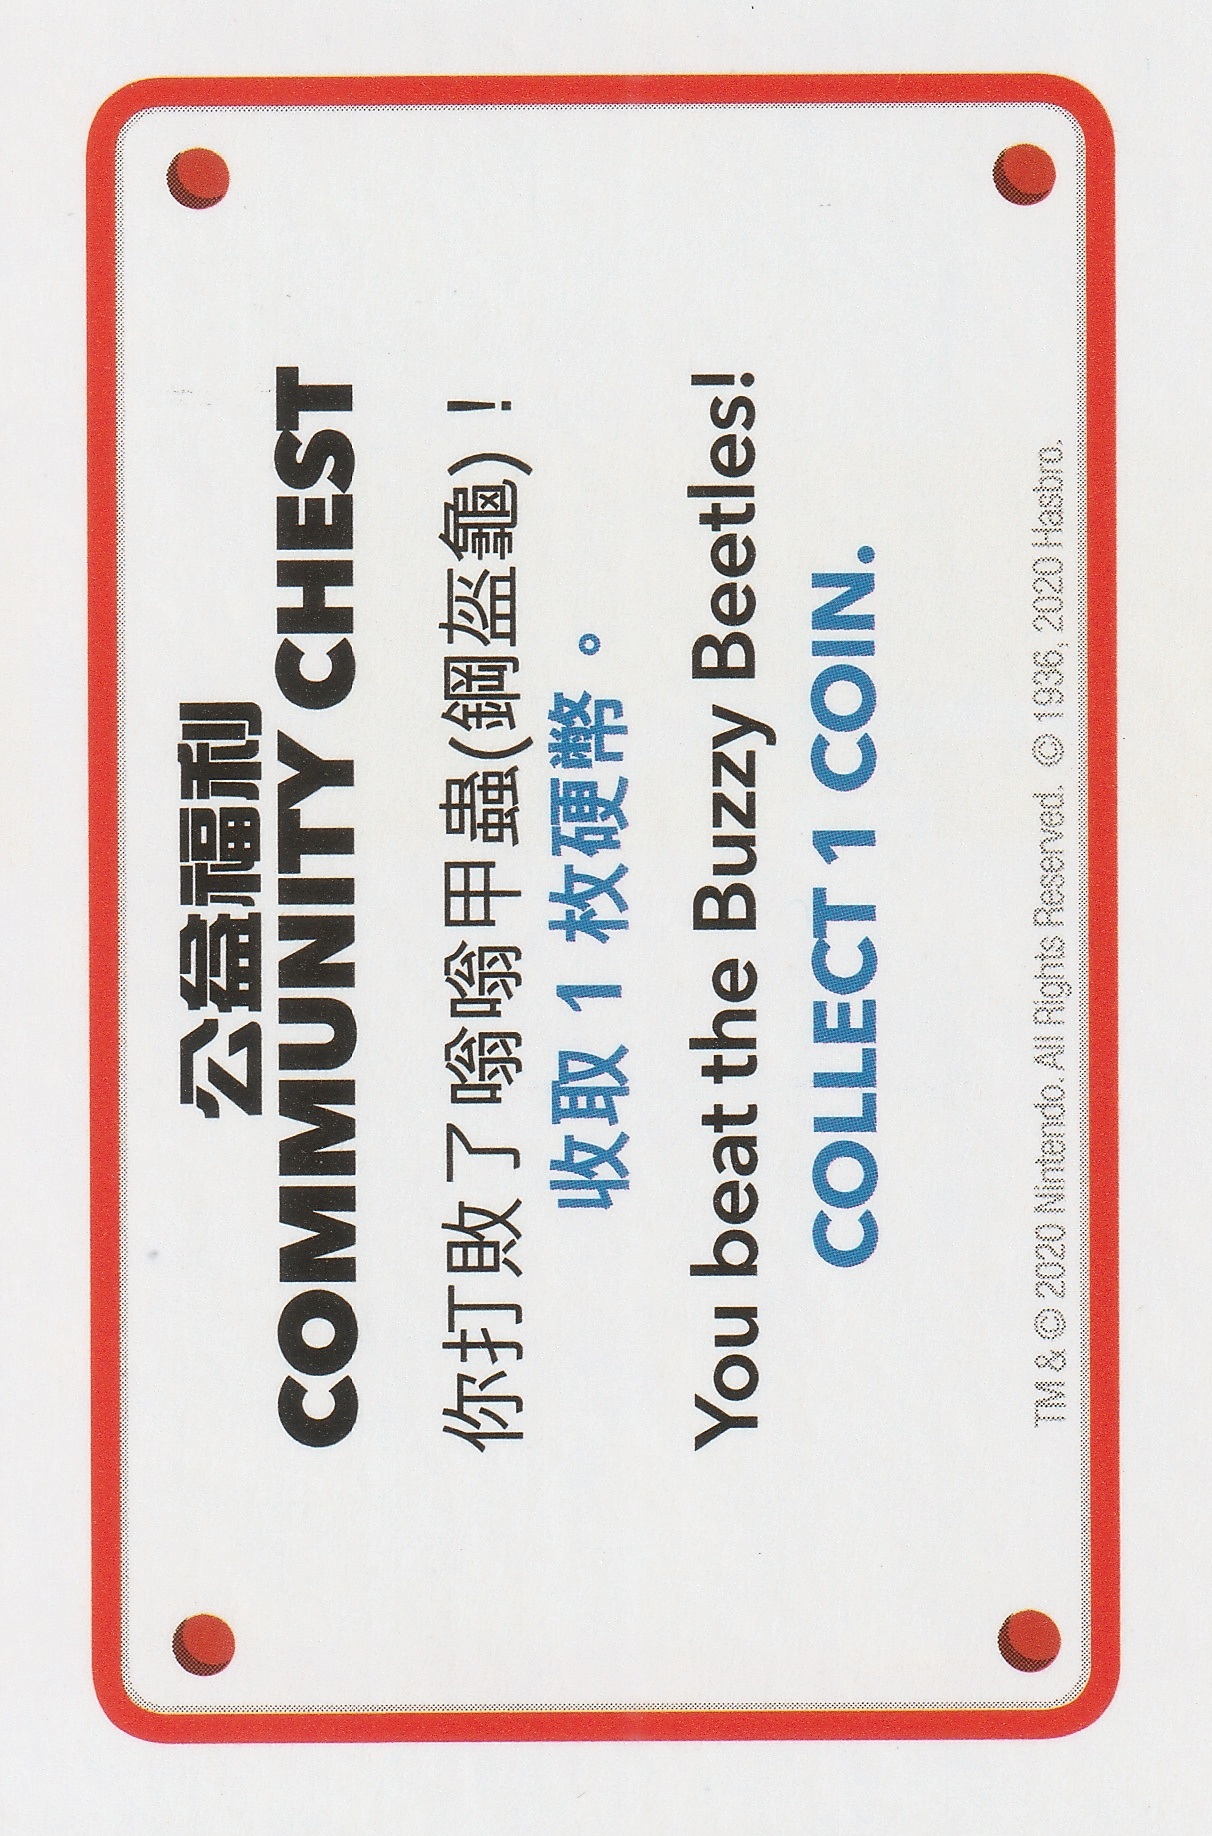 公益福利
COMMUNITY CHEST
你打敗了嗡嗡甲蟲(鋼盔龜)！
收取 1 枚硬幣。
You beat the Buzzy Beetles!
COLLECT 1 COIN.
TM & © 2020 Nintendo. All Rights Reserved. © 1936, 2020 Hasbro.